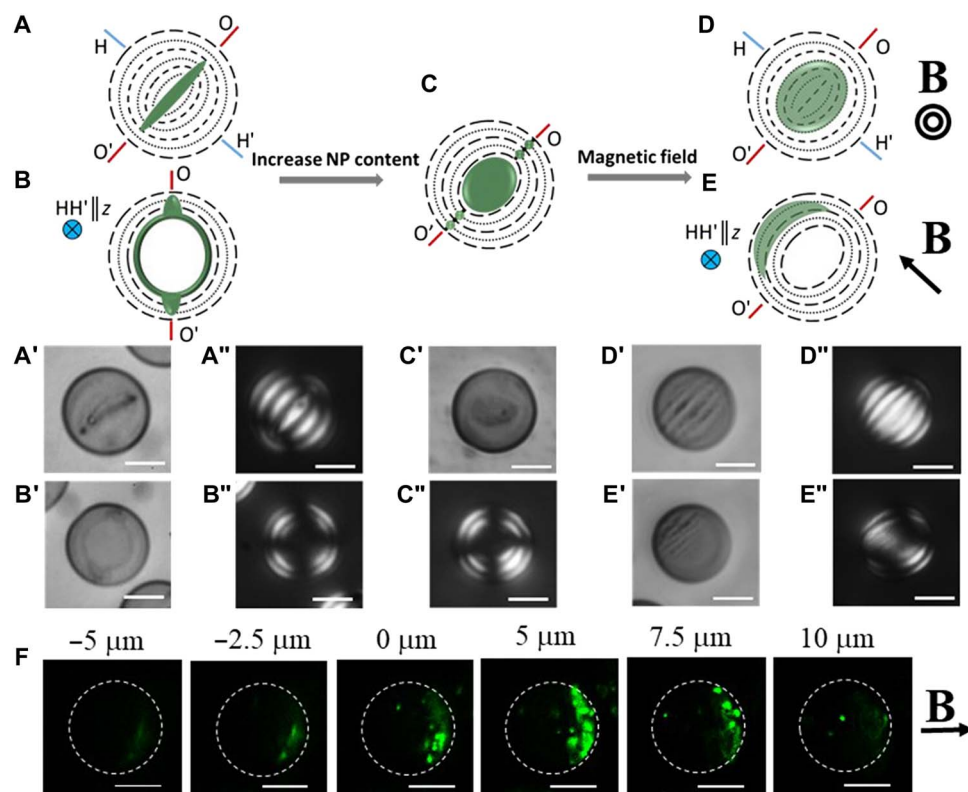 A
H
O
O'
H'
B
HH' ∥ z
O
O'
Increase NP content
C
O
O'
Magnetic field
D
H
O
O'
H'
B
E
HH' ∥ z
O
O'
B
A' A" C' D' D"
B' B" C" E' E"
F
−5 μm −2.5 μm 0 μm 5 μm 7.5 μm 10 μm
B